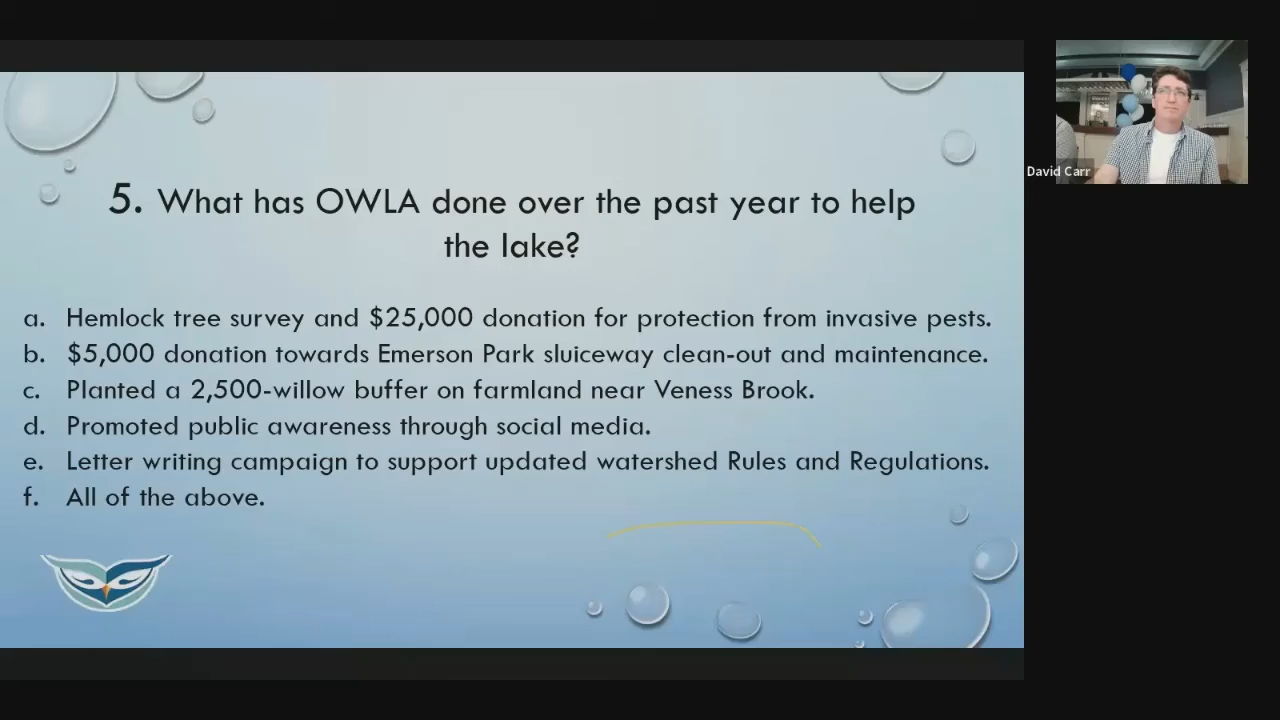 5. What has OWLA done over the past year to help
the lake?
a. Hemlock tree survey and $25,000 donation for protection from invasive pests.
b. $5,000 donation towards Emerson Park sluiceway clean-out and maintenance.
c. Planted a 2,500-willow buffer on farmland near Veness Brook.
d. Promoted public awareness through social media.
e. Letter writing campaign to support updated watershed Rules and Regulations.
f. All of the above.
David Carr